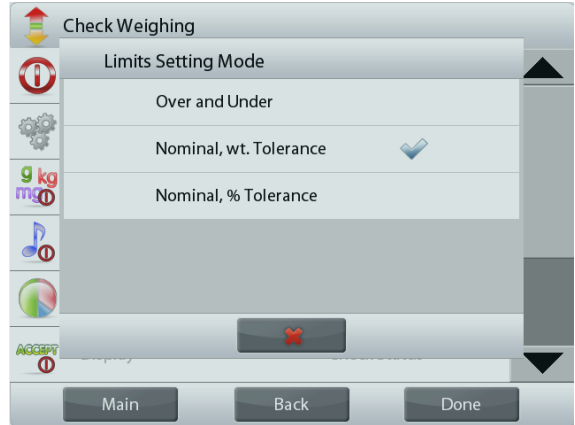 Check Weighing
Limits Setting Mode
Over and Under
Nominal, wt. Tolerance
Nominal, % Tolerance
g kg
mg
ACCEPT
Display
Main Back Done